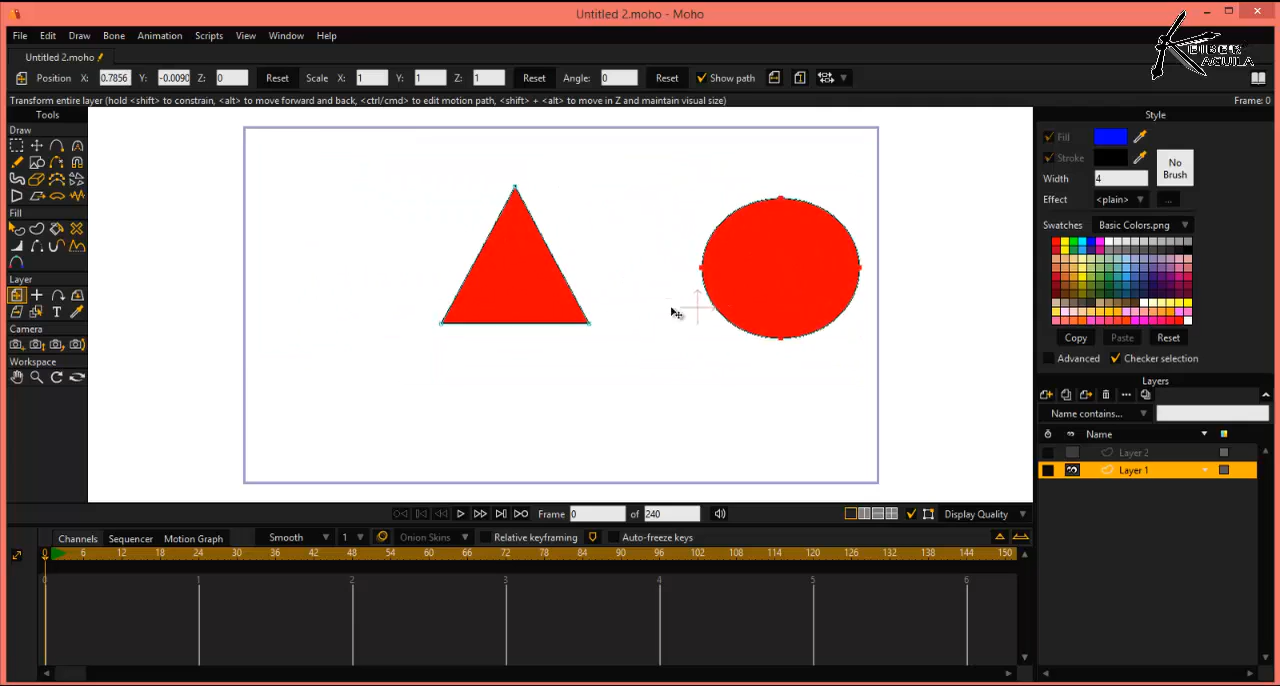 Untitled 2.moho - Moho
File Edit Draw Bone Animation Scripts View Window Help
Untitled 2.moho
Position X: 0.7856 Y: -0.0090 Z: 0 Reset Scale X: 1 Y: 1 Z: 1 Reset Angle: 0 Reset Show path
Transform entire layer (hold <shift> to constrain, <alt> to move forward and back, <ctrl/cmd> to edit motion path, <shift> + <alt> to move in Z and maintain visual size) Frame: 0
Tools
Draw
Fill
Layer
Camera
Workspace
Style
Fill
Stroke
No Brush
Width 4
Effect <plain> ...
Swatches Basic Colors.png
Copy Paste Reset
Advanced Checker selection
Layers
Name contains...
Name
Layer 2
Layer 1
Frame 0 of 240 Display Quality
Channels Sequencer Motion Graph Smooth 1 Onion Skins Relative keyframing Auto-freeze keys
0 6 12 18 24 30 36 42 48 54 60 66 72 78 84 90 96 102 108 114 120 126 132 138 144 150
0 1 2 3 4 5 6